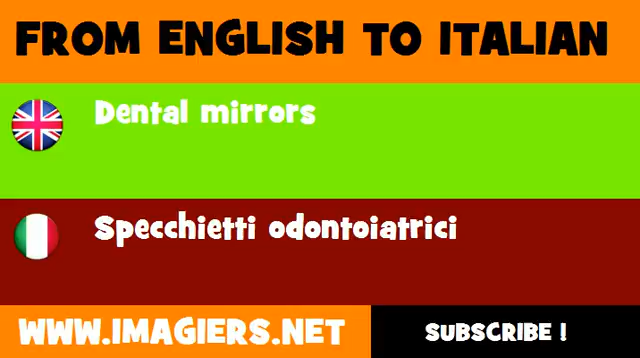 FROM ENGLISH TO ITALIAN
Dental mirrors
Specchietti odontoiatrici
WWW.IMAGIERS.NET
SUBSCRIBE !